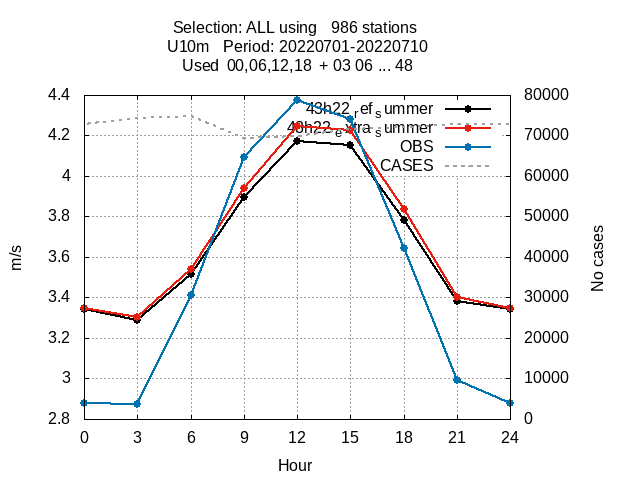 Selection: ALL using   986 stations
U10m   Period: 20220701-20220710
Used  00,06,12,18  + 03 06 ... 48
4.4
4.2
4
3.8
3.6
3.4
3.2
3
2.8
m/s
80000
70000
60000
50000
40000
30000
20000
10000
0
No cases
43h22_ref_summer
43h22_extra_summer
OBS
CASES
0 3 6 9 12 15 18 21 24
Hour